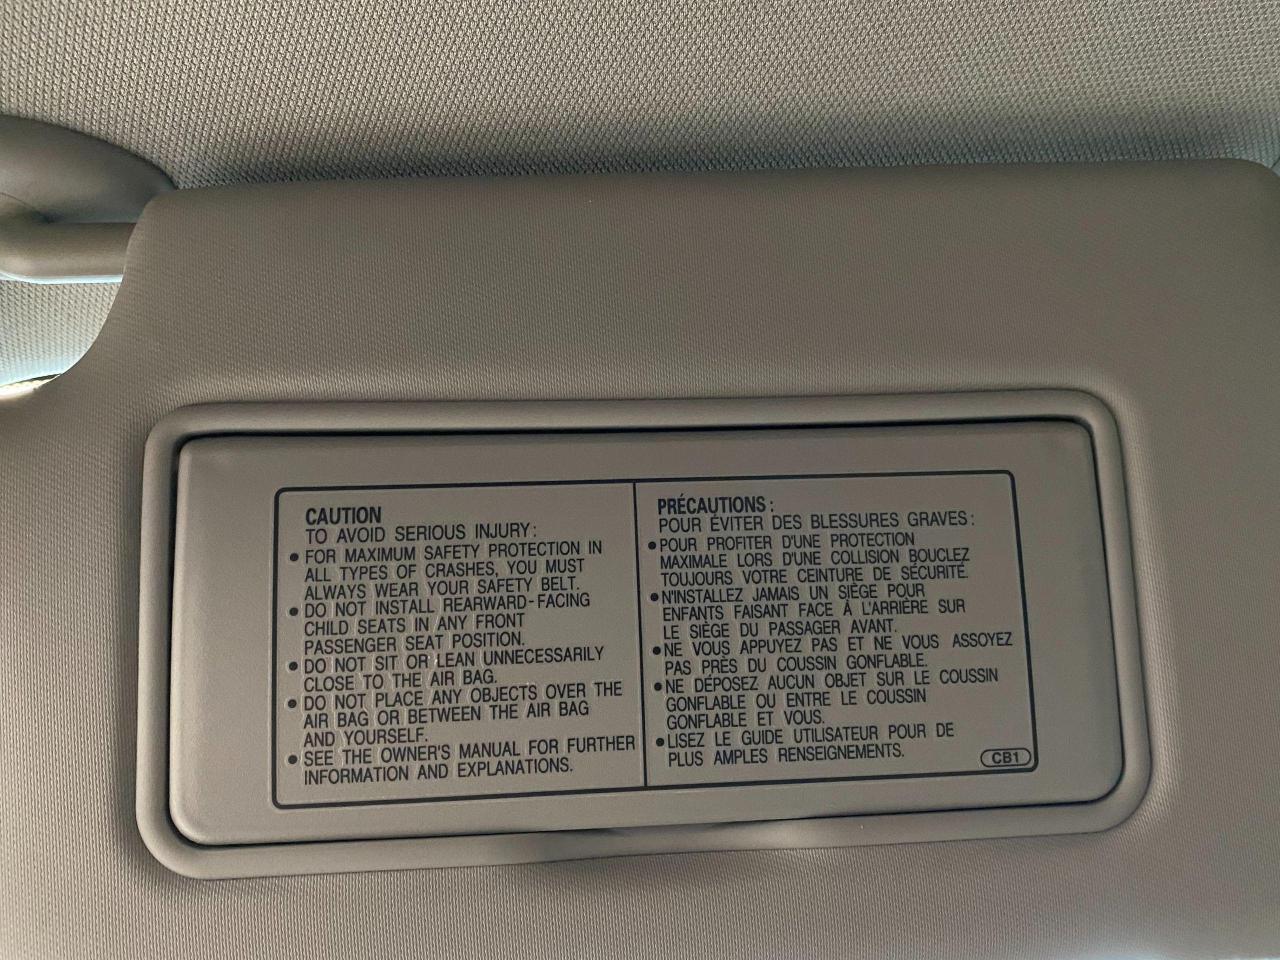 CAUTION
TO AVOID SERIOUS INJURY:
• FOR MAXIMUM SAFETY PROTECTION IN
ALL TYPES OF CRASHES, YOU MUST
ALWAYS WEAR YOUR SAFETY BELT.
• DO NOT INSTALL REARWARD-FACING
CHILD SEATS IN ANY FRONT
PASSENGER SEAT POSITION.
• DO NOT SIT OR LEAN UNNECESSARILY
CLOSE TO THE AIR BAG.
• DO NOT PLACE ANY OBJECTS OVER THE
AIR BAG OR BETWEEN THE AIR BAG
AND YOURSELF.
• SEE THE OWNER'S MANUAL FOR FURTHER
INFORMATION AND EXPLANATIONS.
PRÉCAUTIONS:
POUR ÉVITER DES BLESSURES GRAVES:
• POUR PROFITER D'UNE PROTECTION
MAXIMALE LORS D'UNE COLLISION BOUCLEZ
TOUJOURS VOTRE CEINTURE DE SÉCURITÉ.
• N'INSTALLEZ JAMAIS UN SIÈGE POUR
ENFANTS FAISANT FACE À L'ARRIÈRE SUR
LE SIÈGE DU PASSAGER AVANT.
• NE VOUS APPUYEZ PAS ET NE VOUS ASSOYEZ
PAS PRÈS DU COUSSIN GONFLABLE.
• NE DÉPOSEZ AUCUN OBJET SUR LE COUSSIN
GONFLABLE OU ENTRE LE COUSSIN
GONFLABLE ET VOUS.
• LISEZ LE GUIDE UTILISATEUR POUR DE
PLUS AMPLES RENSEIGNEMENTS.
CB1